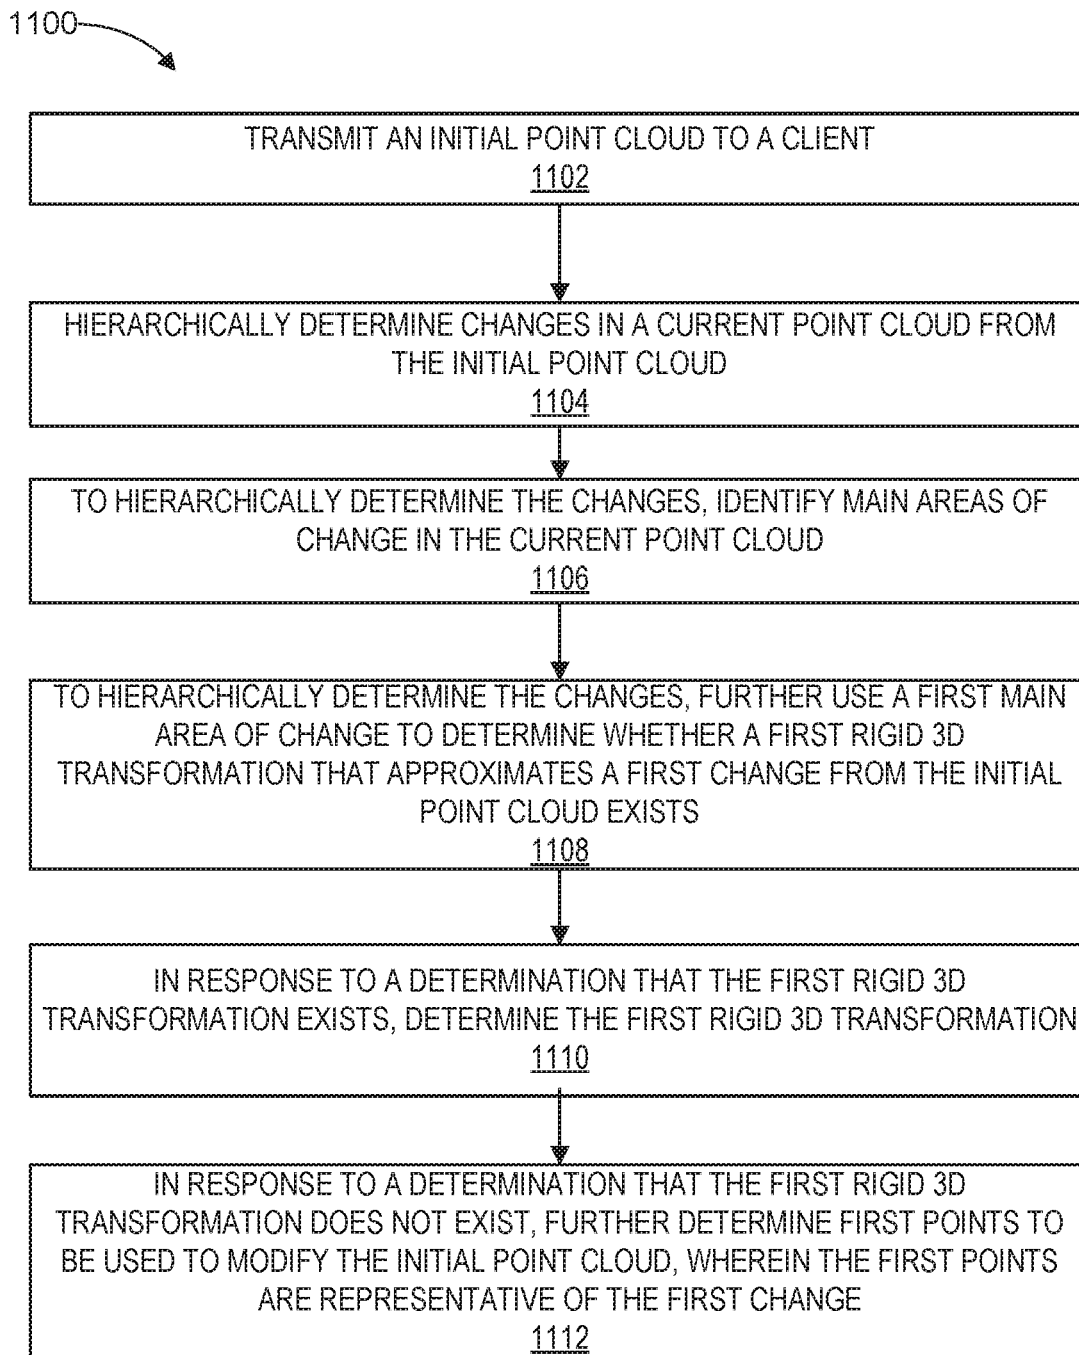 1100
TRANSMIT AN INITIAL POINT CLOUD TO A CLIENT
1102
HIERARCHICALLY DETERMINE CHANGES IN A CURRENT POINT CLOUD FROM
THE INITIAL POINT CLOUD
1104
TO HIERARCHICALLY DETERMINE THE CHANGES, IDENTIFY MAIN AREAS OF
CHANGE IN THE CURRENT POINT CLOUD
1106
TO HIERARCHICALLY DETERMINE THE CHANGES, FURTHER USE A FIRST MAIN
AREA OF CHANGE TO DETERMINE WHETHER A FIRST RIGID 3D
TRANSFORMATION THAT APPROXIMATES A FIRST CHANGE FROM THE INITIAL
POINT CLOUD EXISTS
1108
IN RESPONSE TO A DETERMINATION THAT THE FIRST RIGID 3D
TRANSFORMATION EXISTS, DETERMINE THE FIRST RIGID 3D TRANSFORMATION
1110
IN RESPONSE TO A DETERMINATION THAT THE FIRST RIGID 3D
TRANSFORMATION DOES NOT EXIST, FURTHER DETERMINE FIRST POINTS TO
BE USED TO MODIFY THE INITIAL POINT CLOUD, WHEREIN THE FIRST POINTS
ARE REPRESENTATIVE OF THE FIRST CHANGE
1112